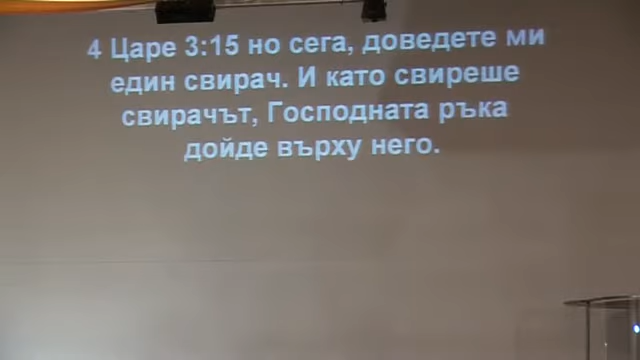 4 Царе 3:15 но сега, доведете ми
един свирач. И като свиреше
свирачът, Господната ръка
дойде върху него.